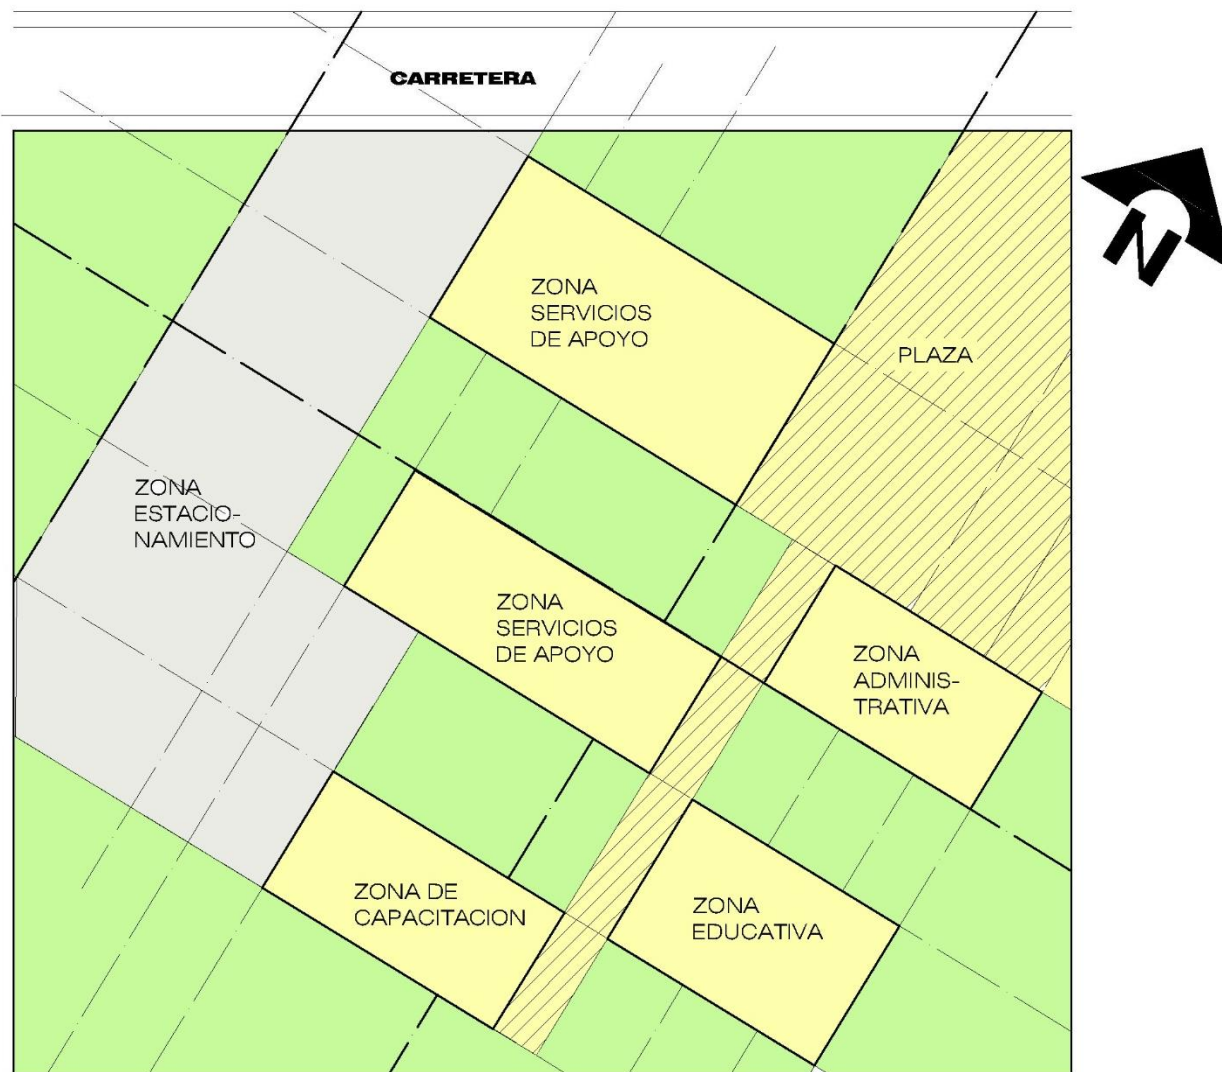 CARRETERA
N
ZONA
SERVICIOS
DE APOYO
PLAZA
ZONA
ESTACIO-
NAMIENTO
ZONA
SERVICIOS
DE APOYO
ZONA
ADMINIS-
TRATIVA
ZONA DE
CAPACITACION
ZONA
EDUCATIVA